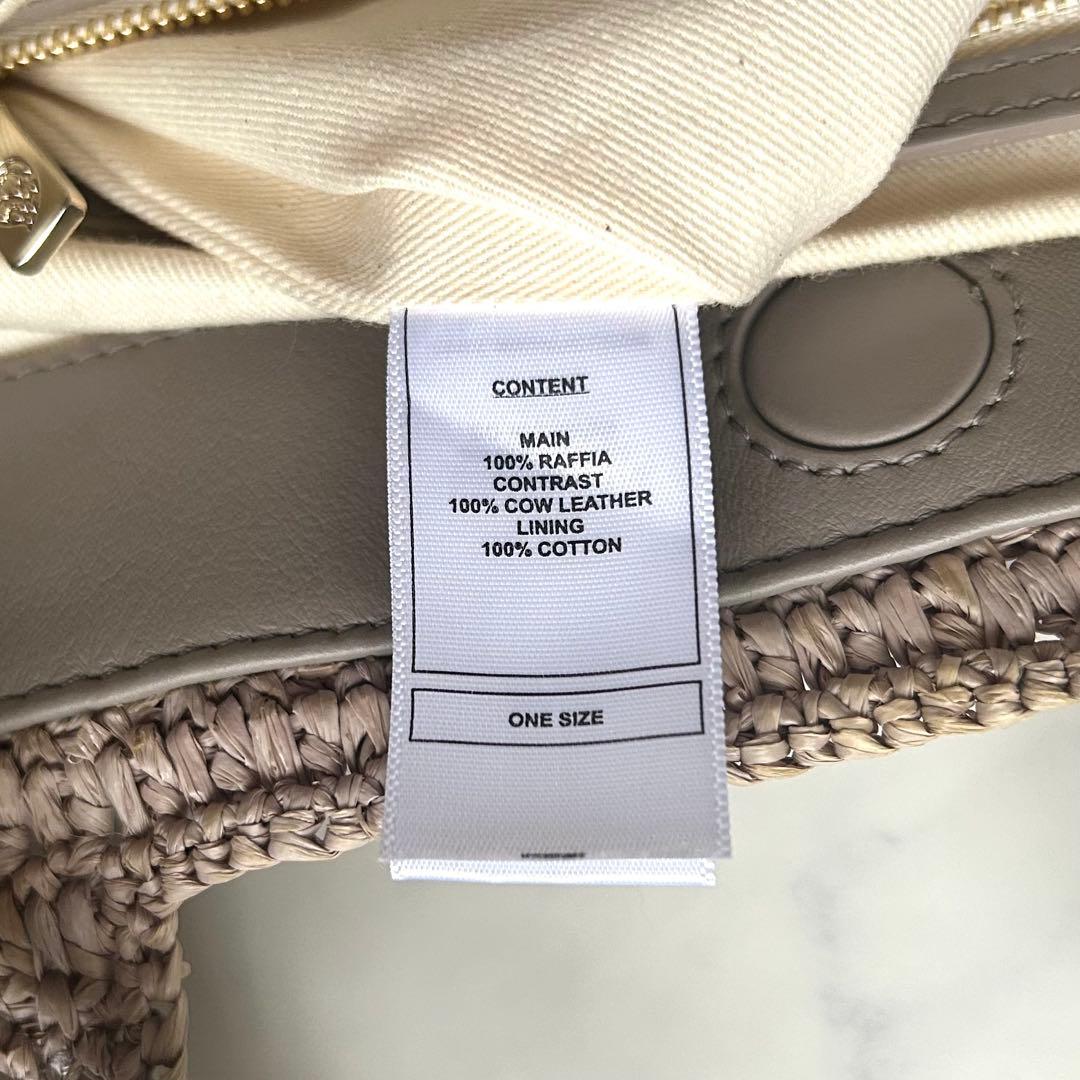 CONTENT
MAIN
100% RAFFIA
CONTRAST
100% COW LEATHER
LINING
100% COTTON
ONE SIZE